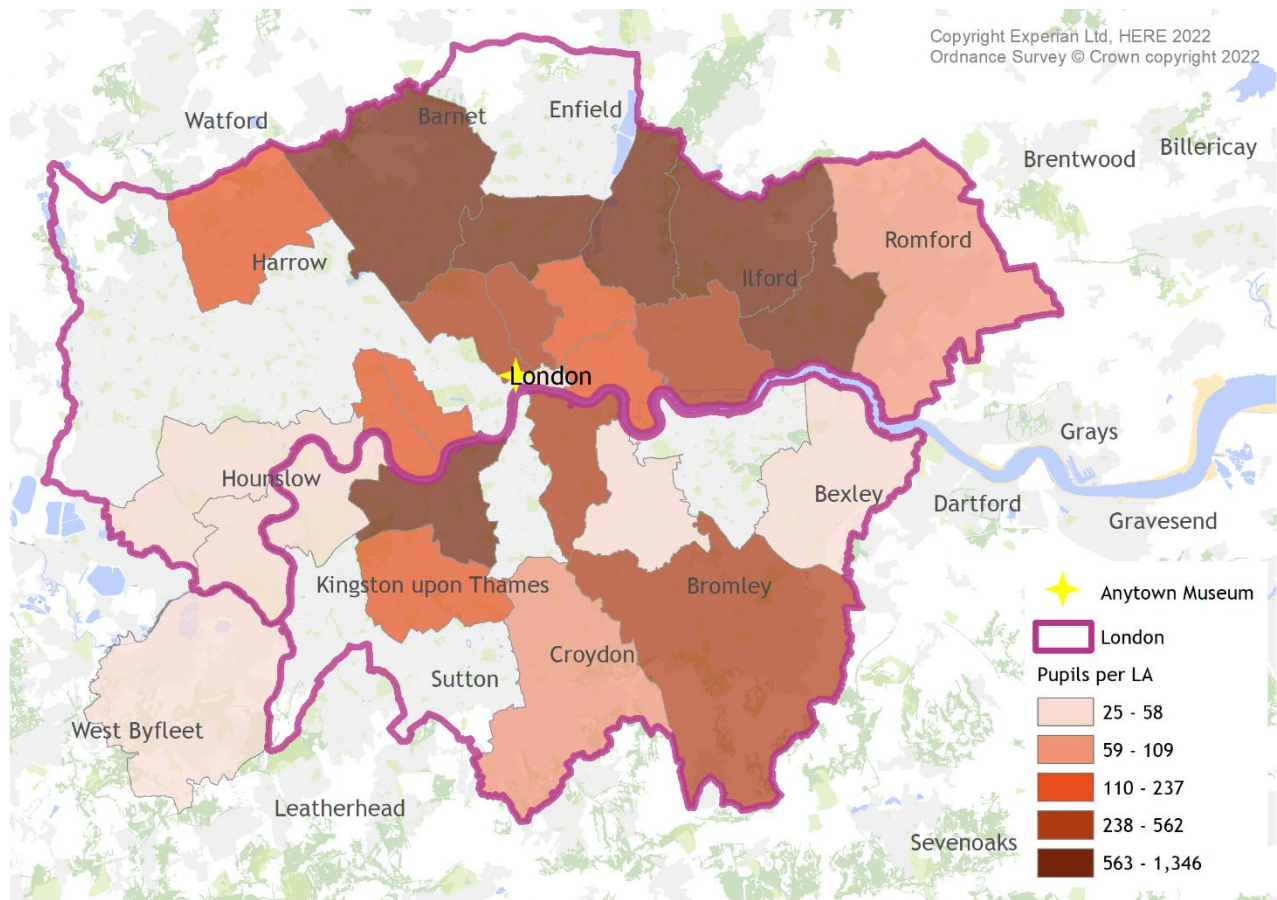 Copyright Experian Ltd, HERE 2022
Ordnance Survey © Crown copyright 2022
Watford
Barnet
Enfield
Brentwood
Billericay
Harrow
Romford
Ilford
London
Hounslow
Grays
Bexley
Dartford
Gravesend
Kingston upon Thames
Bromley
Croydon
Sutton
West Byfleet
Leatherhead
Sevenoaks
Anytown Museum
London
Pupils per LA
25 - 58
59 - 109
110 - 237
238 - 562
563 - 1,346